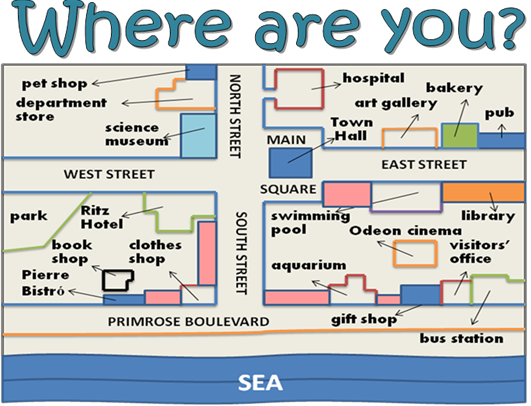 Where are you?
pet shop
department
store
science
museum
NORTH STREET
hospital
art gallery
bakery
pub
Town
Hall
MAIN
SQUARE
WEST STREET
EAST STREET
park
Ritz
Hotel
book
shop
clothes
shop
Pierre
Bistró
SOUTH STREET
swimming
pool
library
Odeon cinema
visitors'
office
aquarium
gift shop
bus station
PRIMROSE BOULEVARD
SEA